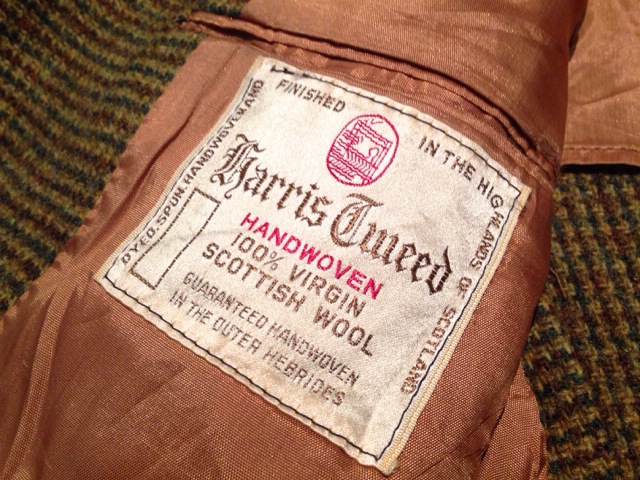 DYED, SPUN, HANDWOVEN, AND
FINISHED
IN THE HIGHLANDS OF SCOTLAND
Harris Tweed
HANDWOVEN
100% VIRGIN
SCOTTISH WOOL
GUARANTEED HANDWOVEN
IN THE OUTER HEBRIDES